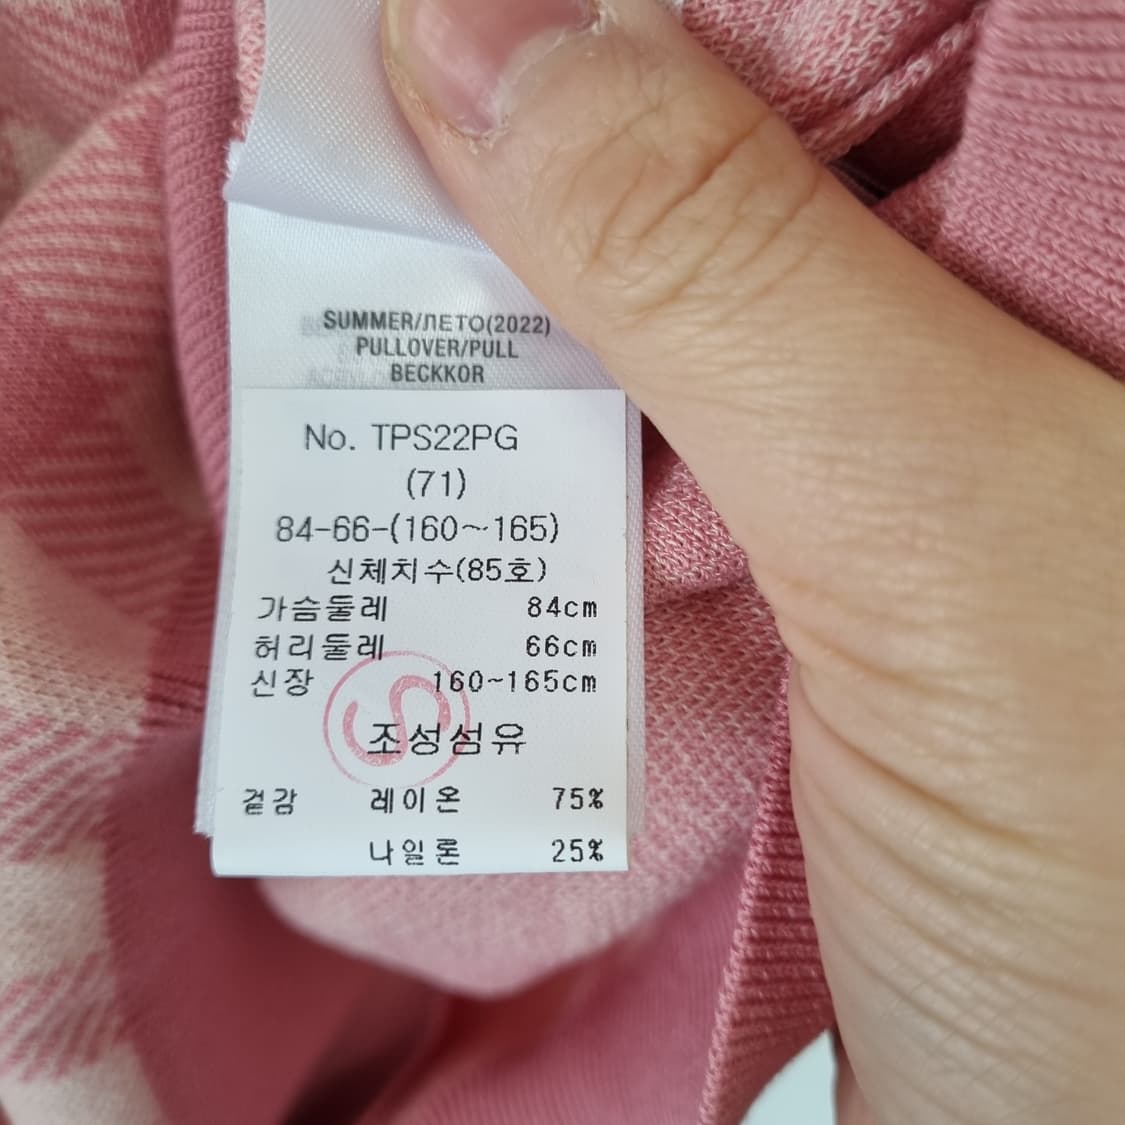 SUMMER/ЛЕТО(2022)
PULLOVER/PULL
BECKKOR
No. TPS22PG
(71)
84-66-(160~165)
신체치수(85호)
가슴둘레 84cm
허리둘레 66cm
신장 160~165cm
조성섬유
겉감 레이온 75%
나일론 25%